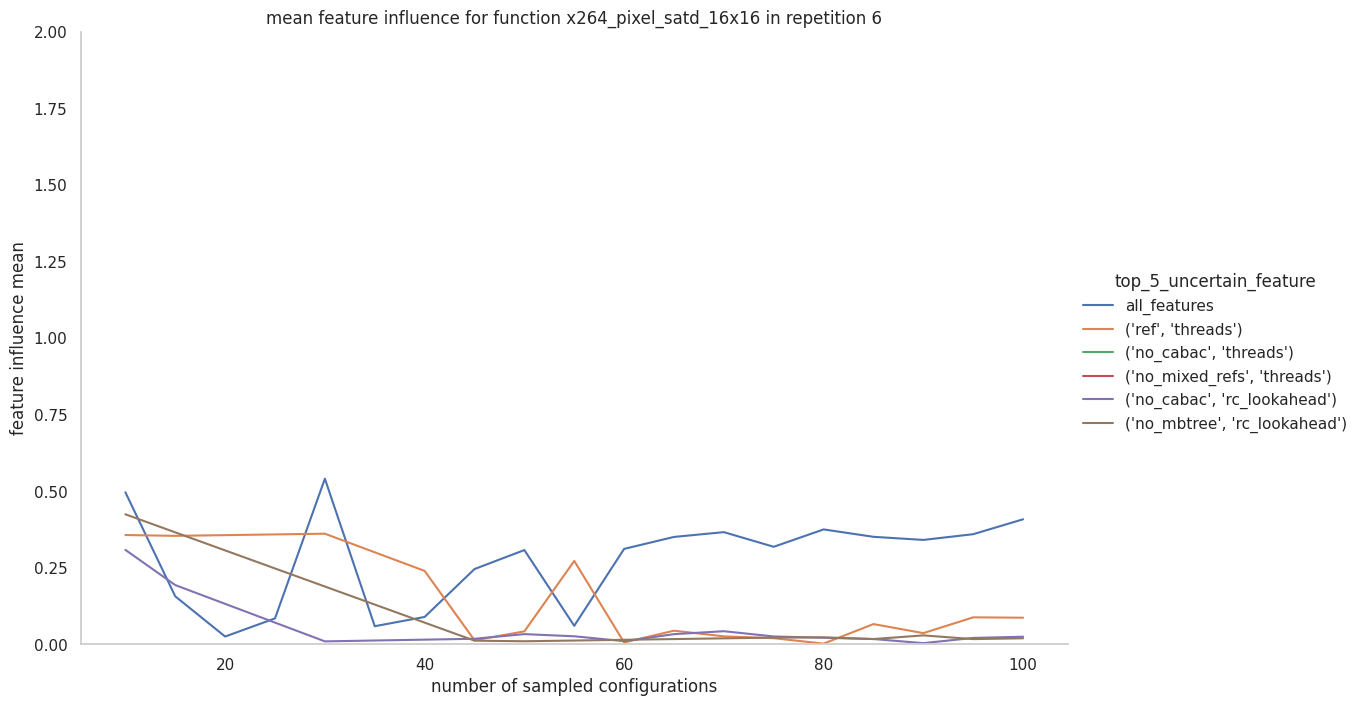 mean feature influence for function x264_pixel_satd_16x16 in repetition 6
2.00
1.75
1.50
1.25
1.00
0.75
0.50
0.25
0.00
feature influence mean
20
40
60
80
100
number of sampled configurations
top_5_uncertain_feature
all_features
('ref', 'threads')
('no_cabac', 'threads')
('no_mixed_refs', 'threads')
('no_cabac', 'rc_lookahead')
('no_mbtree', 'rc_lookahead')